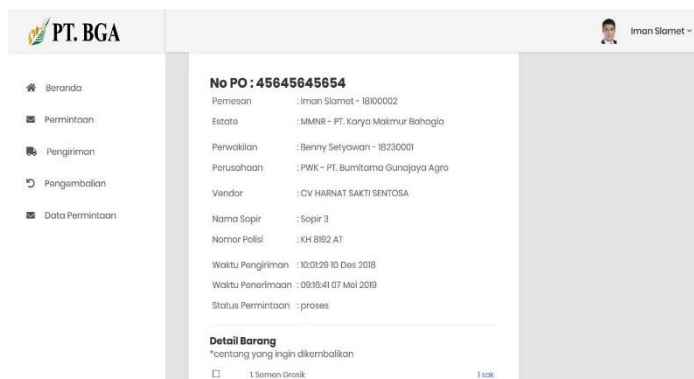 PT. BGA
Iman Slamet
Beranda
Permintaan
Pengiriman
Pengembalian
Data Permintaan
No PO : 45645645654
Pemesan : Iman Slamet - 18100002
Estate : MMNR - PT. Karya Makmur Bahagia
Perwakilan : Benny Setyawan - 18230001
Perusahaan : PWK - PT. Bumitama Gunajaya Agro
Vendor : CV HARNAT SAKTI SENTOSA
Nama Sopir : Sopir 3
Nomor Polisi : KH 8192 AT
Waktu Pengiriman : 10:01:29 10 Des 2018
Waktu Penerimaan : 09:16:41 07 Mei 2019
Status Permintaan : proses
Detail Barang
*centang yang ingin dikembalikan
1. Semen Gresik 1 sak